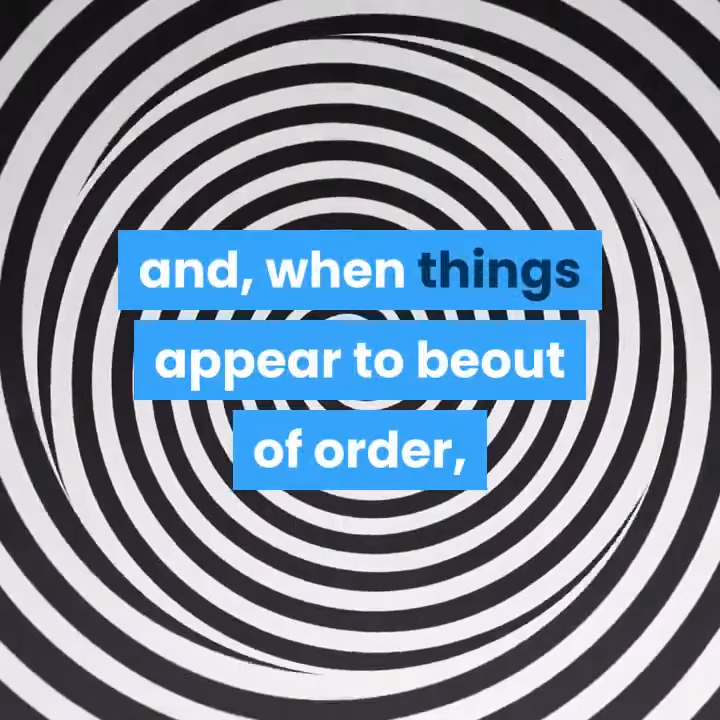 and, when things
appear to beout
of order,